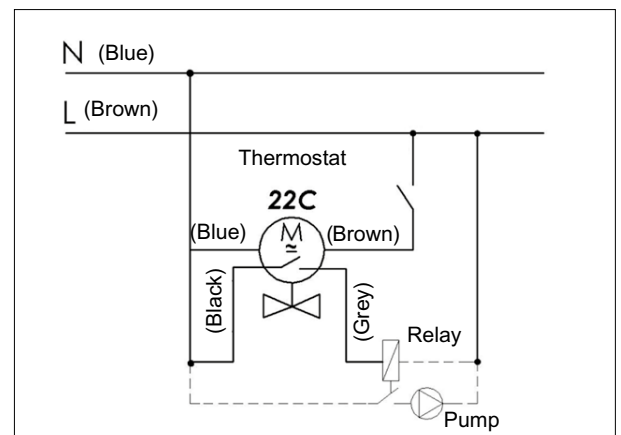 N (Blue)
L (Brown)
Thermostat
22C
(Blue)
M
≃
(Brown)
(Black)
(Grey)
Relay
Pump